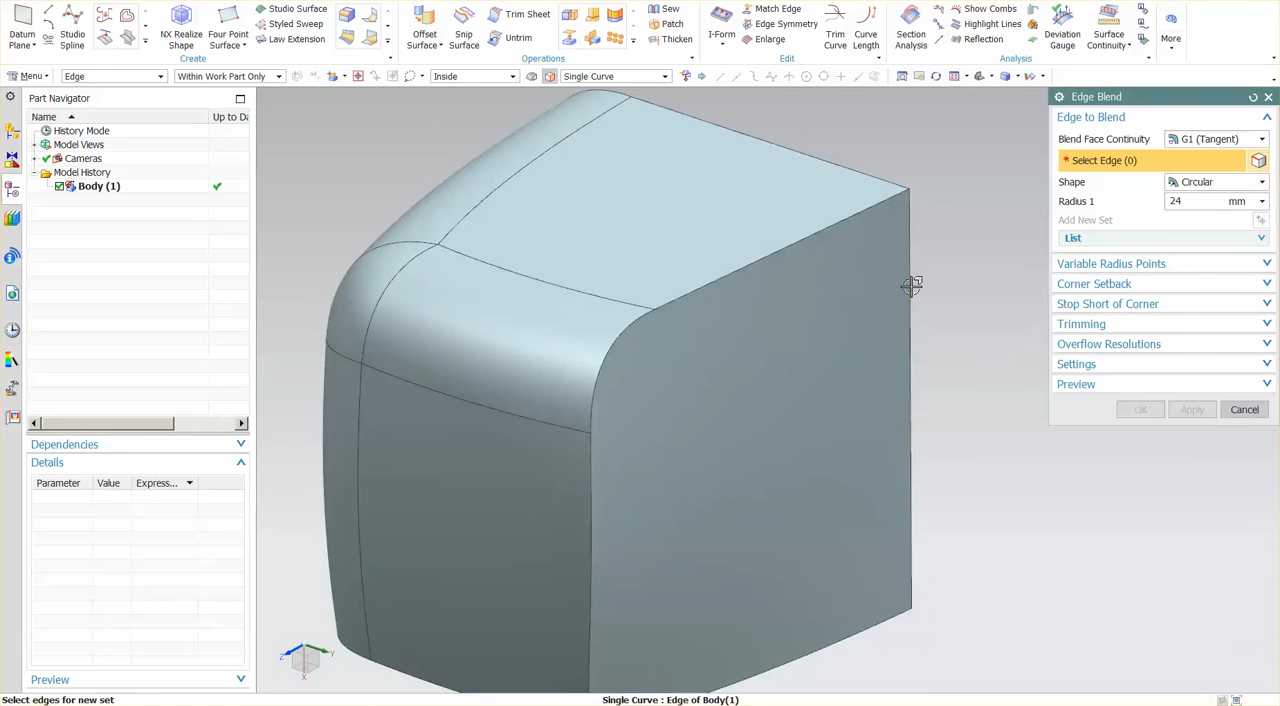 Datum Plane
Studio Spline
NX Realize Shape
Four Point Surface
Studio Surface
Styled Sweep
Law Extension
Create
Offset Surface
Snip Surface
Trim Sheet
Untrim
Sew
Patch
Thicken
Operations
I-Form
Match Edge
Edge Symmetry
Enlarge
Trim Curve
Curve Length
Edit
Section Analysis
Show Combs
Highlight Lines
Reflection
Deviation Gauge
Surface Continuity
Analysis
More
Menu
Edge
Within Work Part Only
Inside
Single Curve
Part Navigator
Name
Up to Da
History Mode
Model Views
Cameras
Model History
Body (1)
Dependencies
Details
Parameter Value Express...
Preview
Edge Blend
Edge to Blend
Blend Face Continuity G1 (Tangent)
* Select Edge (0)
Shape Circular
Radius 1 24 mm
Add New Set
List
Variable Radius Points
Corner Setback
Stop Short of Corner
Trimming
Overflow Resolutions
Settings
Preview
OK Apply Cancel
Z Y X
Select edges for new set
Single Curve : Edge of Body(1)